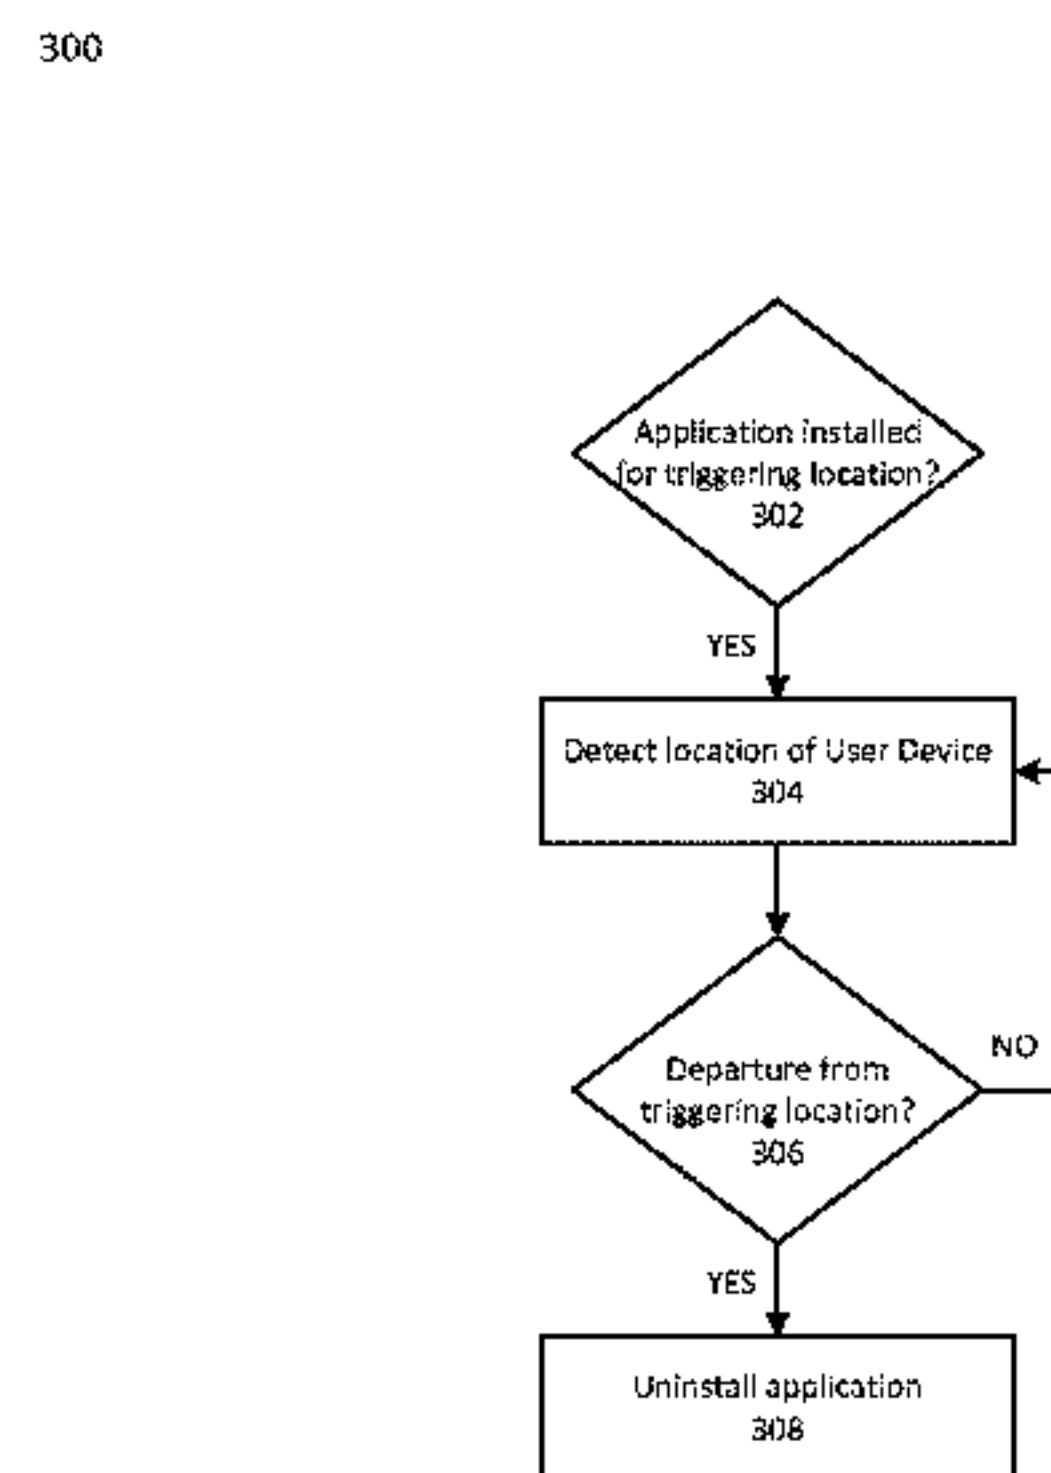 300
Application installed
for triggering location?
302
YES
Detect location of User Device
304
Departure from
triggering location?
306
NO
YES
Uninstall application
308